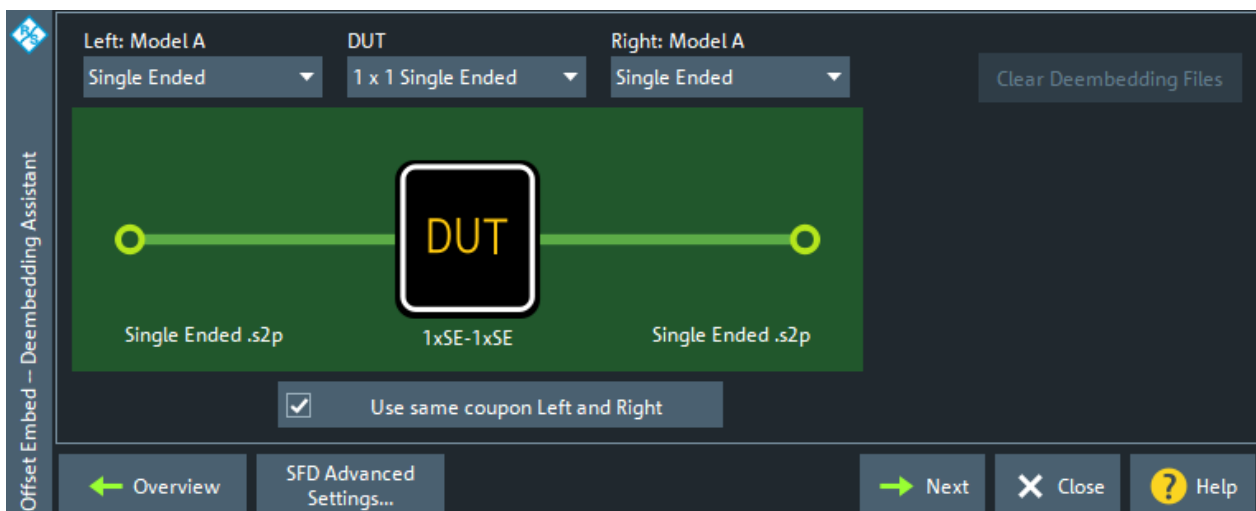 R&S
Offset Embed – Deembedding Assistant
Left: Model A
DUT
Right: Model A
Single Ended
1 x 1 Single Ended
Single Ended
Clear Deembedding Files
DUT
Single Ended .s2p
1xSE-1xSE
Single Ended .s2p
Use same coupon Left and Right
Overview
SFD Advanced
Settings...
Next
Close
? Help